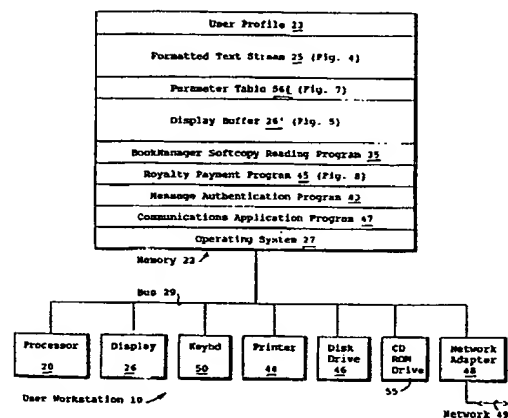 User Profile 23
Formatted Text Stream 25 (Fig. 4)
Parameter Table 56{ (Fig. 7)
Display Buffer 26' (Fig. 5)
BookManager Softcopy Reading Program 35
Royalty Payment Program 45 (Fig. 8)
Message Authentication Program 43
Communications Application Program 47
Operating System 27
Memory 22
Bus 29
Processor 20
Display 26
Keybd 50
Printer 44
Disk Drive 46
CD ROM Drive
Network Adapter 48
55
User Workstation 10
Network 49